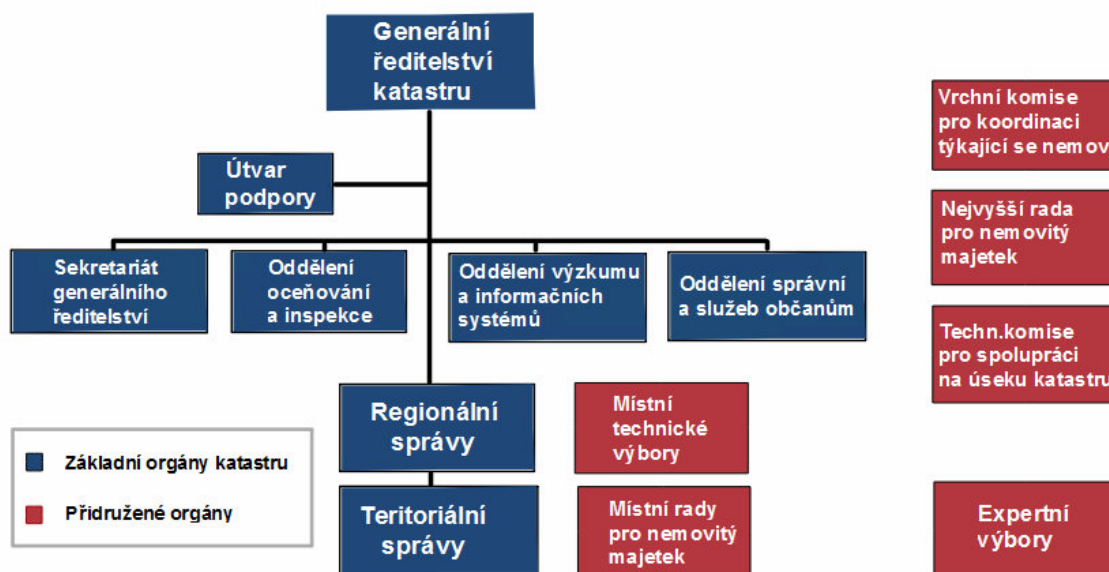 Generální
ředitelství
katastru
Útvar
podpory
Sekretariát
generálního
ředitelství
Oddělení
oceňování
a inspekce
Oddělení výzkumu
a informačních
systémů
Oddělení správní
a služeb občanům
Regionální
správy
Teritoriální
správy
Místní
technické
výbory
Místní rady
pro nemovitý
majetek
Vrchní komise
pro koordinaci
týkající se nemov
Nejvyšší rada
pro nemovitý
majetek
Techn.komise
pro spolupráci
na úseku katastru
Expertní
výbory
Základní orgány katastru
Přidružené orgány